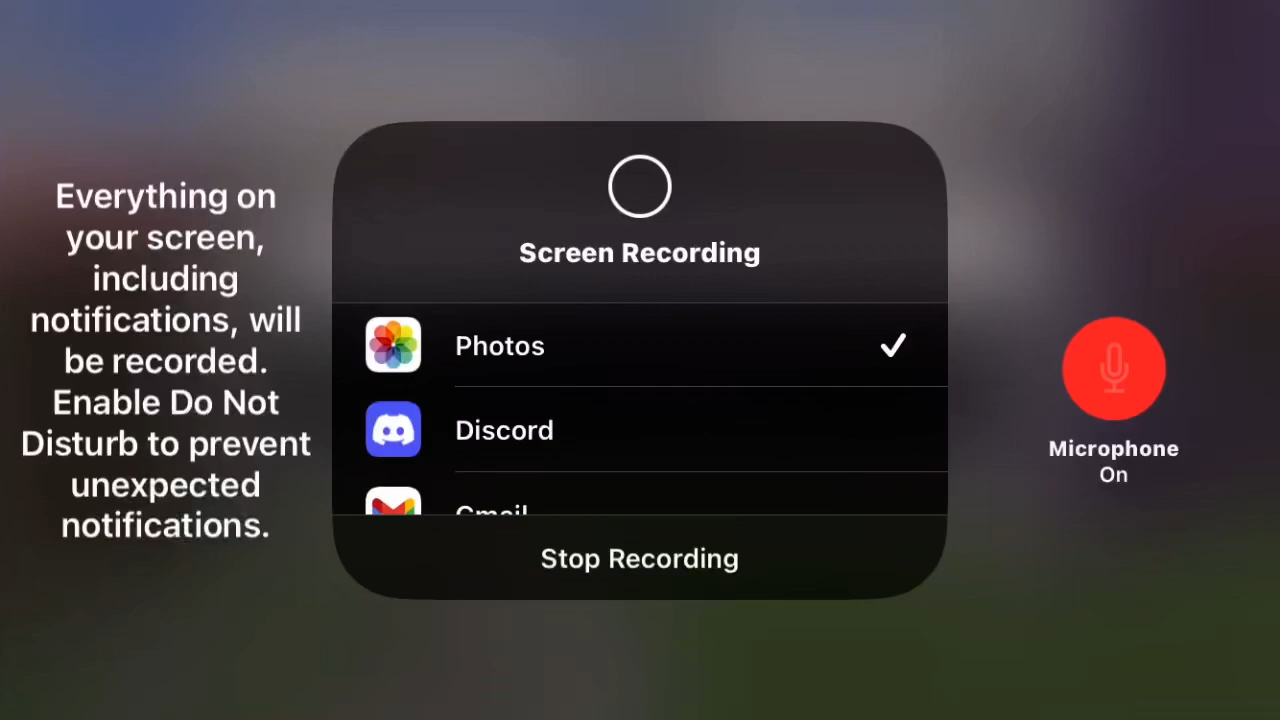 Everything on
your screen,
including
notifications, will
be recorded.
Enable Do Not
Disturb to prevent
unexpected
notifications.
Screen Recording
Photos
Discord
Gmail
Stop Recording
Microphone
On